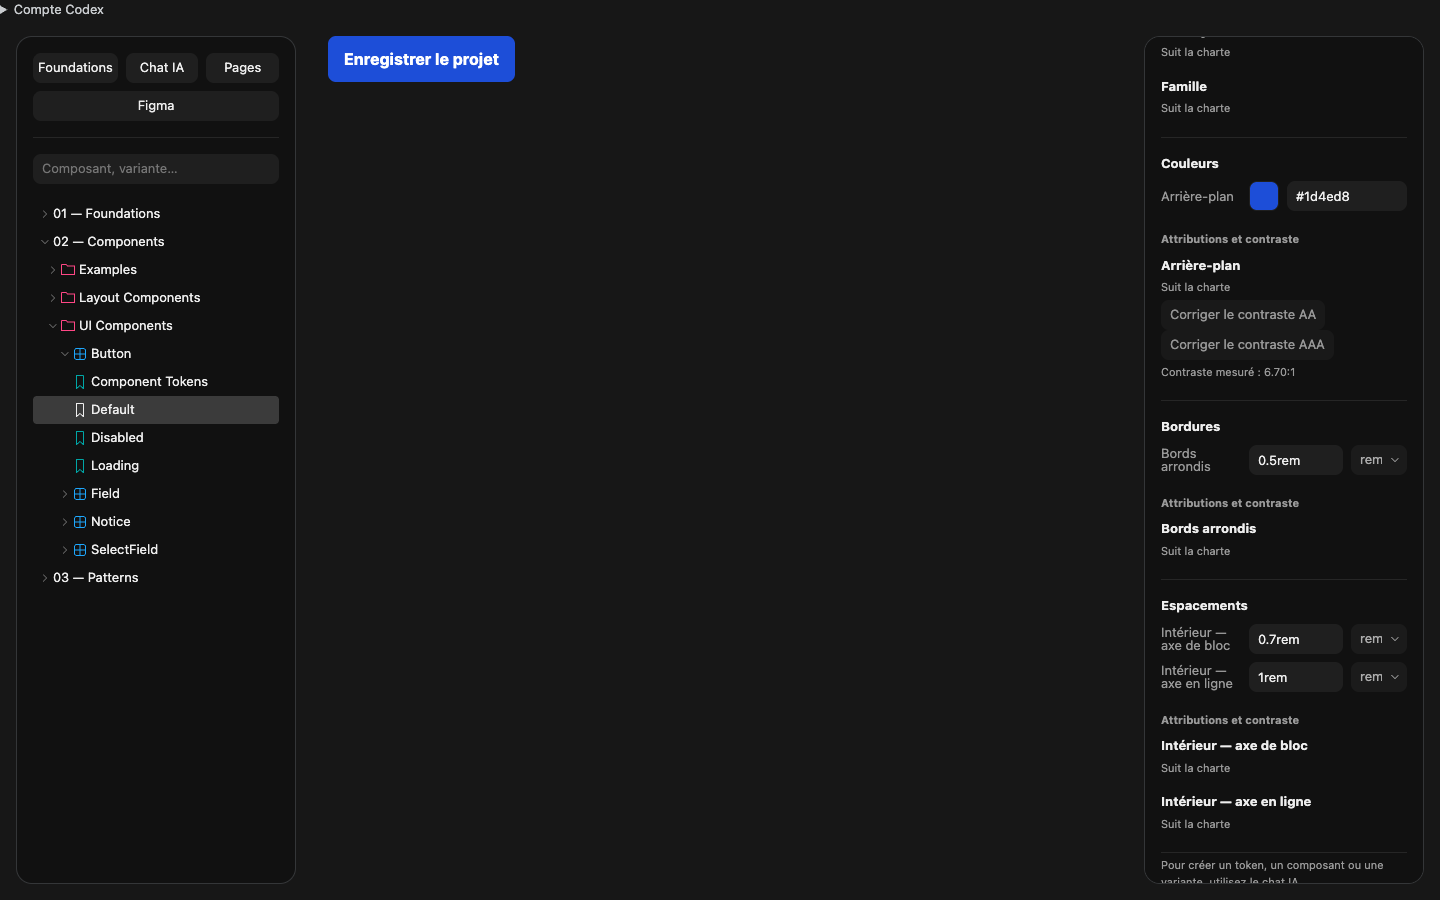 Compte Codex
Foundations
Chat IA
Pages
Figma
Composant, variante...
01 — Foundations
02 — Components
Examples
Layout Components
UI Components
Button
Component Tokens
Default
Disabled
Loading
Field
Notice
SelectField
03 — Patterns
Enregistrer le projet
Suit la charte
Famille
Suit la charte
Couleurs
Arrière-plan
#1d4ed8
Attributions et contraste
Arrière-plan
Suit la charte
Corriger le contraste AA
Corriger le contraste AAA
Contraste mesuré : 6.70:1
Bordures
Bords
arrondis
0.5rem
rem
Attributions et contraste
Bords arrondis
Suit la charte
Espacements
Intérieur —
axe de bloc
0.7rem
rem
Intérieur —
axe en ligne
1rem
rem
Attributions et contraste
Intérieur — axe de bloc
Suit la charte
Intérieur — axe en ligne
Suit la charte
Pour créer un token, un composant ou une
variante, utilisez le chat IA